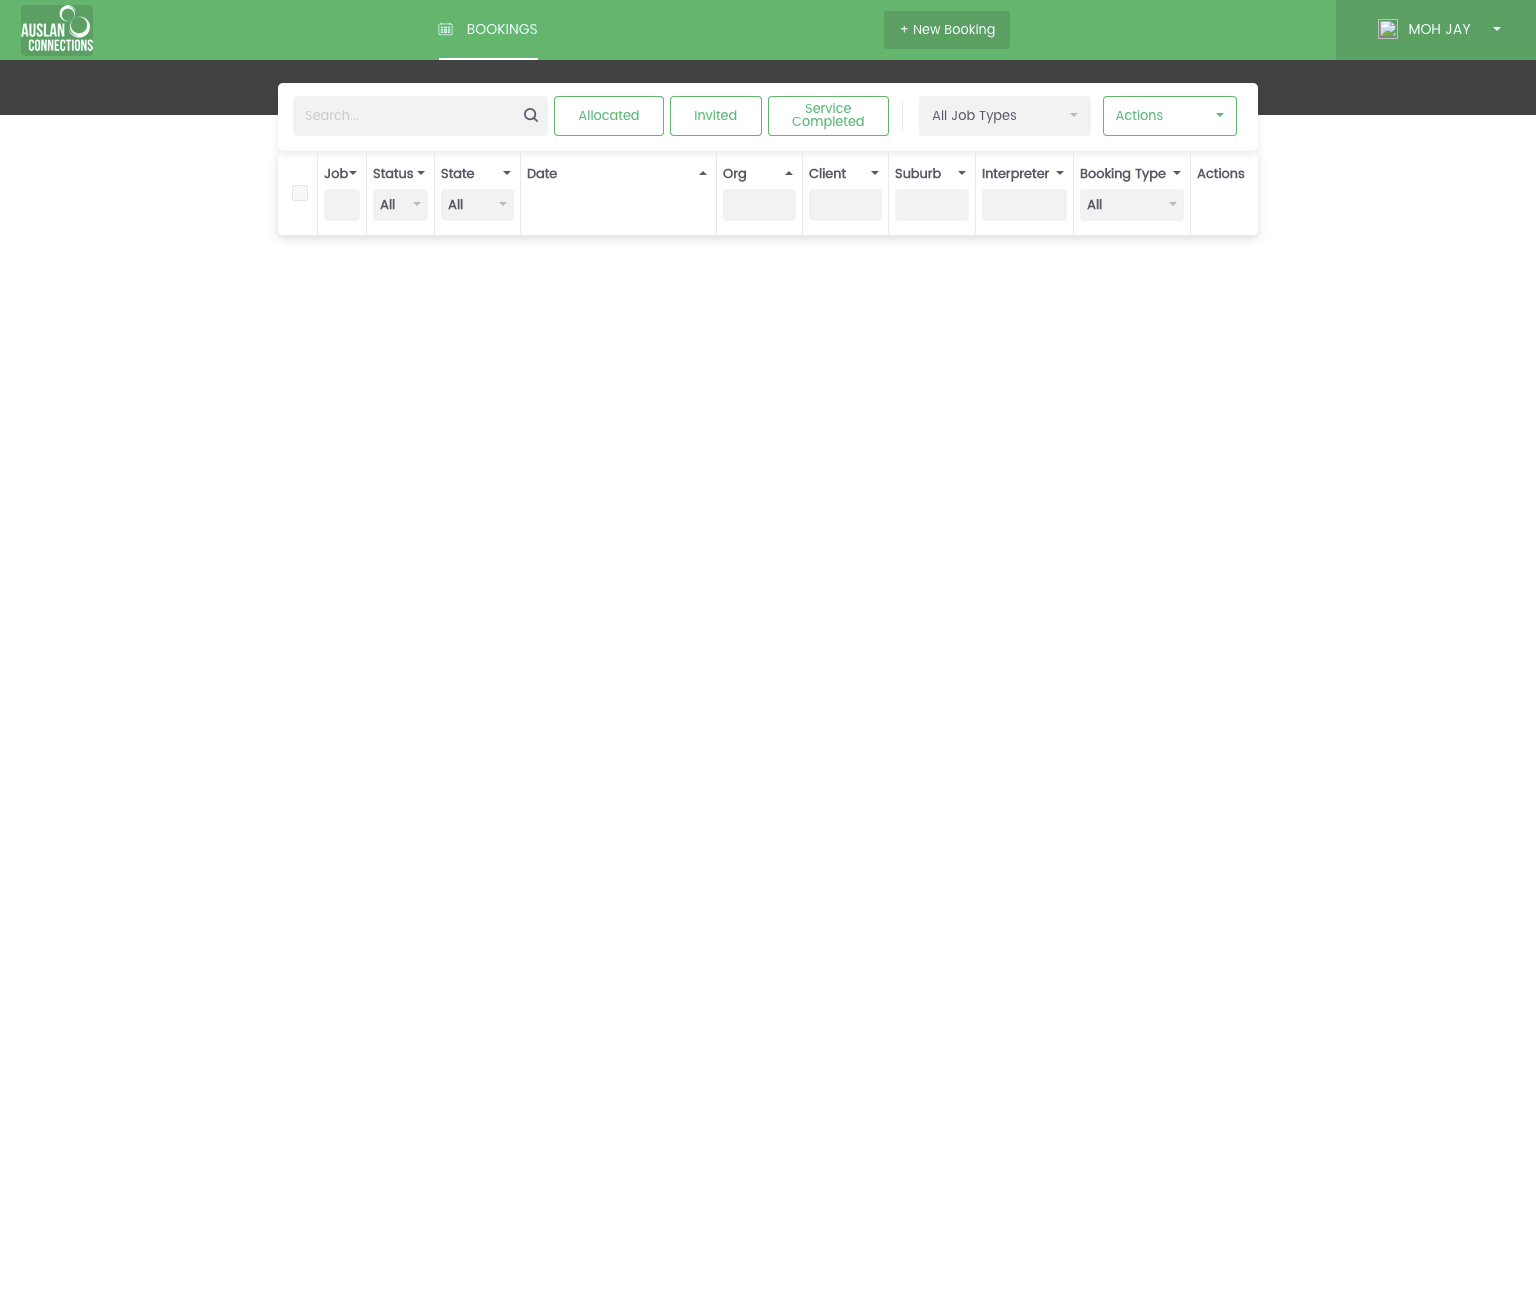 AUSLAN
CONNECTIONS
BOOKINGS
+ New Booking
MOH JAY
Search...
Allocated
Invited
Service
Completed
All Job Types
Actions
Job
Status
State
Date
Org
Client
Suburb
Interpreter
Booking Type
Actions
All
All
All